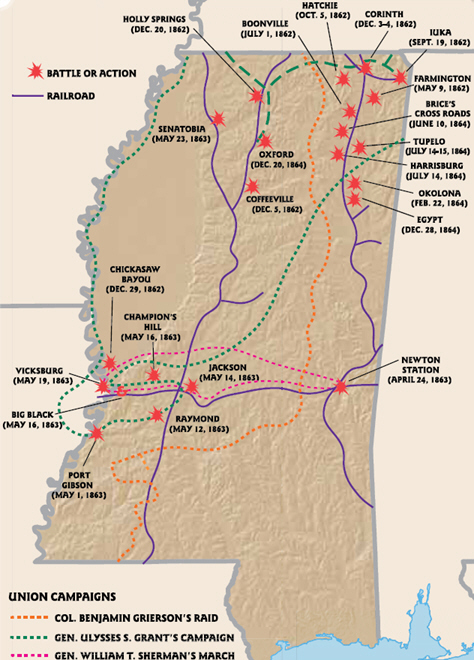 HATCHIE
(OCT. 5, 1862)
CORINTH
(DEC. 3-4, 1862)
HOLLY SPRINGS
(DEC. 20, 1862)
BOONVILLE
(JULY 1, 1862)
IUKA
(SEPT. 19, 1862)
BATTLE OR ACTION
RAILROAD
FARMINGTON
(MAY 9, 1862)
BRICE'S
CROSS ROADS
(JUNE 10, 1864)
SENATOBIA
(MAY 23, 1863)
TUPELO
(JULY 14-15, 1864)
OXFORD
(DEC. 20, 1864)
HARRISBURG
(JULY 14, 1864)
COFFEEVILLE
(DEC. 5, 1862)
OKOLONA
(FEB. 22, 1864)
EGYPT
(DEC. 28, 1864)
CHICKASAW
BAYOU
(DEC. 29, 1862)
CHAMPION'S
HILL
(MAY 16, 1863)
VICKSBURG
(MAY 19, 1863)
JACKSON
(MAY 14, 1863)
NEWTON
STATION
(APRIL 24, 1863)
BIG BLACK
(MAY 16, 1863)
RAYMOND
(MAY 12, 1863)
PORT
GIBSON
(MAY 1, 1863)
UNION CAMPAIGNS
COL. BENJAMIN GRIERSON'S RAID
GEN. ULYSSES S. GRANT'S CAMPAIGN
GEN. WILLIAM T. SHERMAN'S MARCH